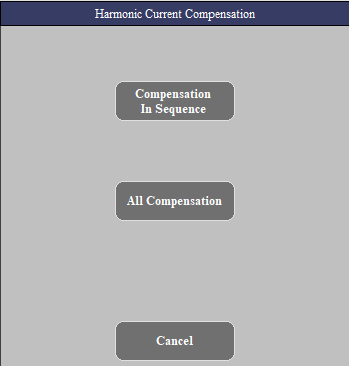 Harmonic Current Compensation
Compensation
In Sequence
All Compensation
Cancel